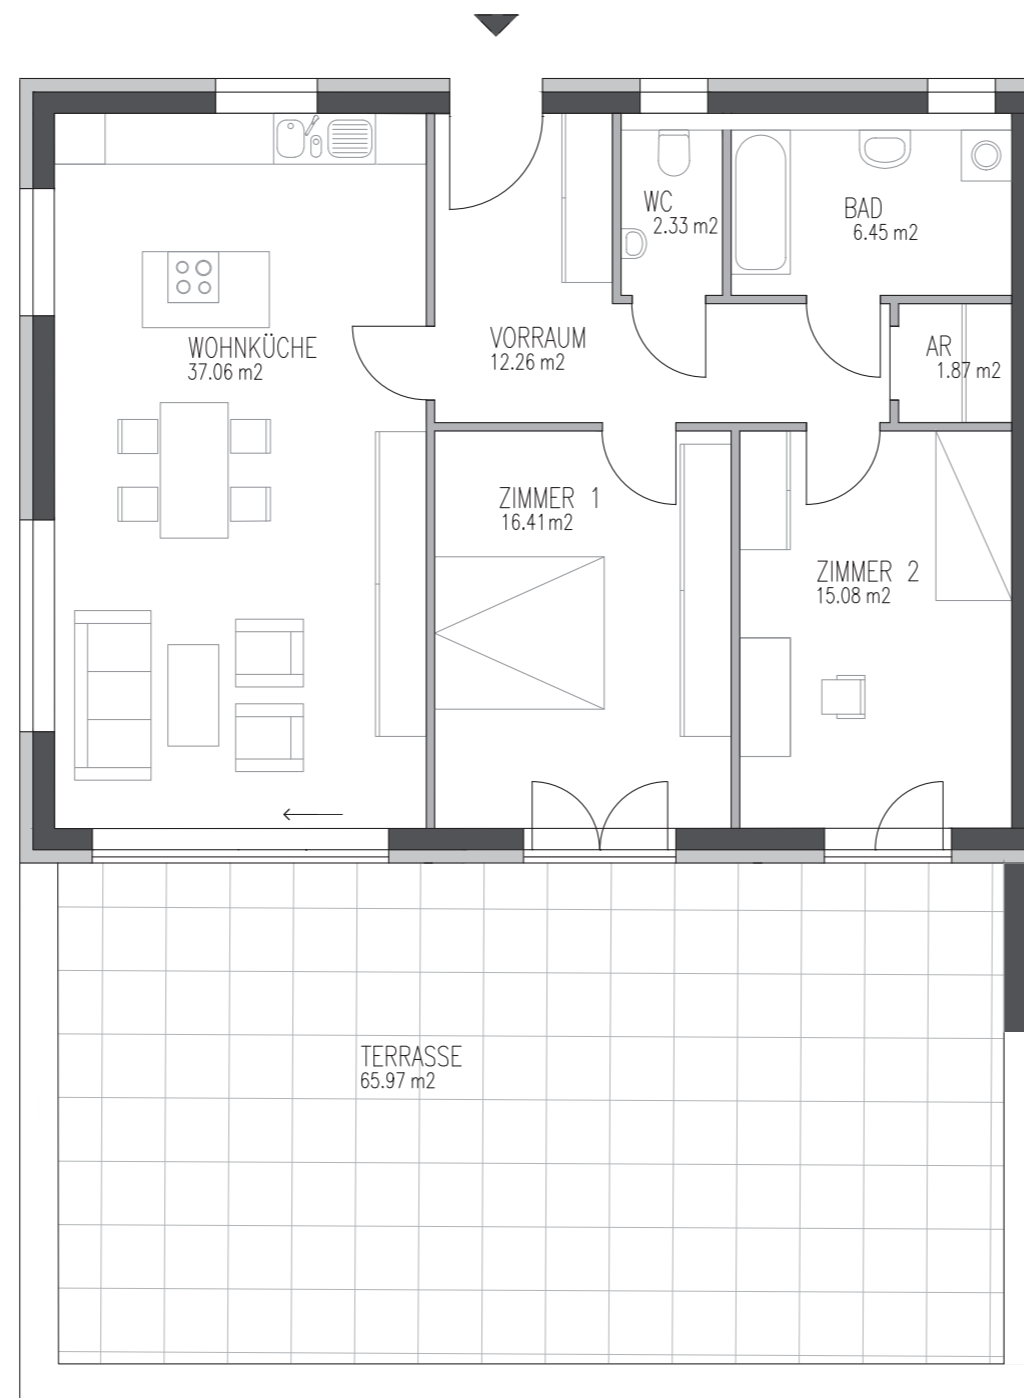 WC
2.33 m2
BAD
6.45 m2
WOHNKÜCHE
37.06 m2
VORRAUM
12.26 m2
AR
1.87 m2
ZIMMER 1
16.41 m2
ZIMMER 2
15.08 m2
TERRASSE
65.97 m2